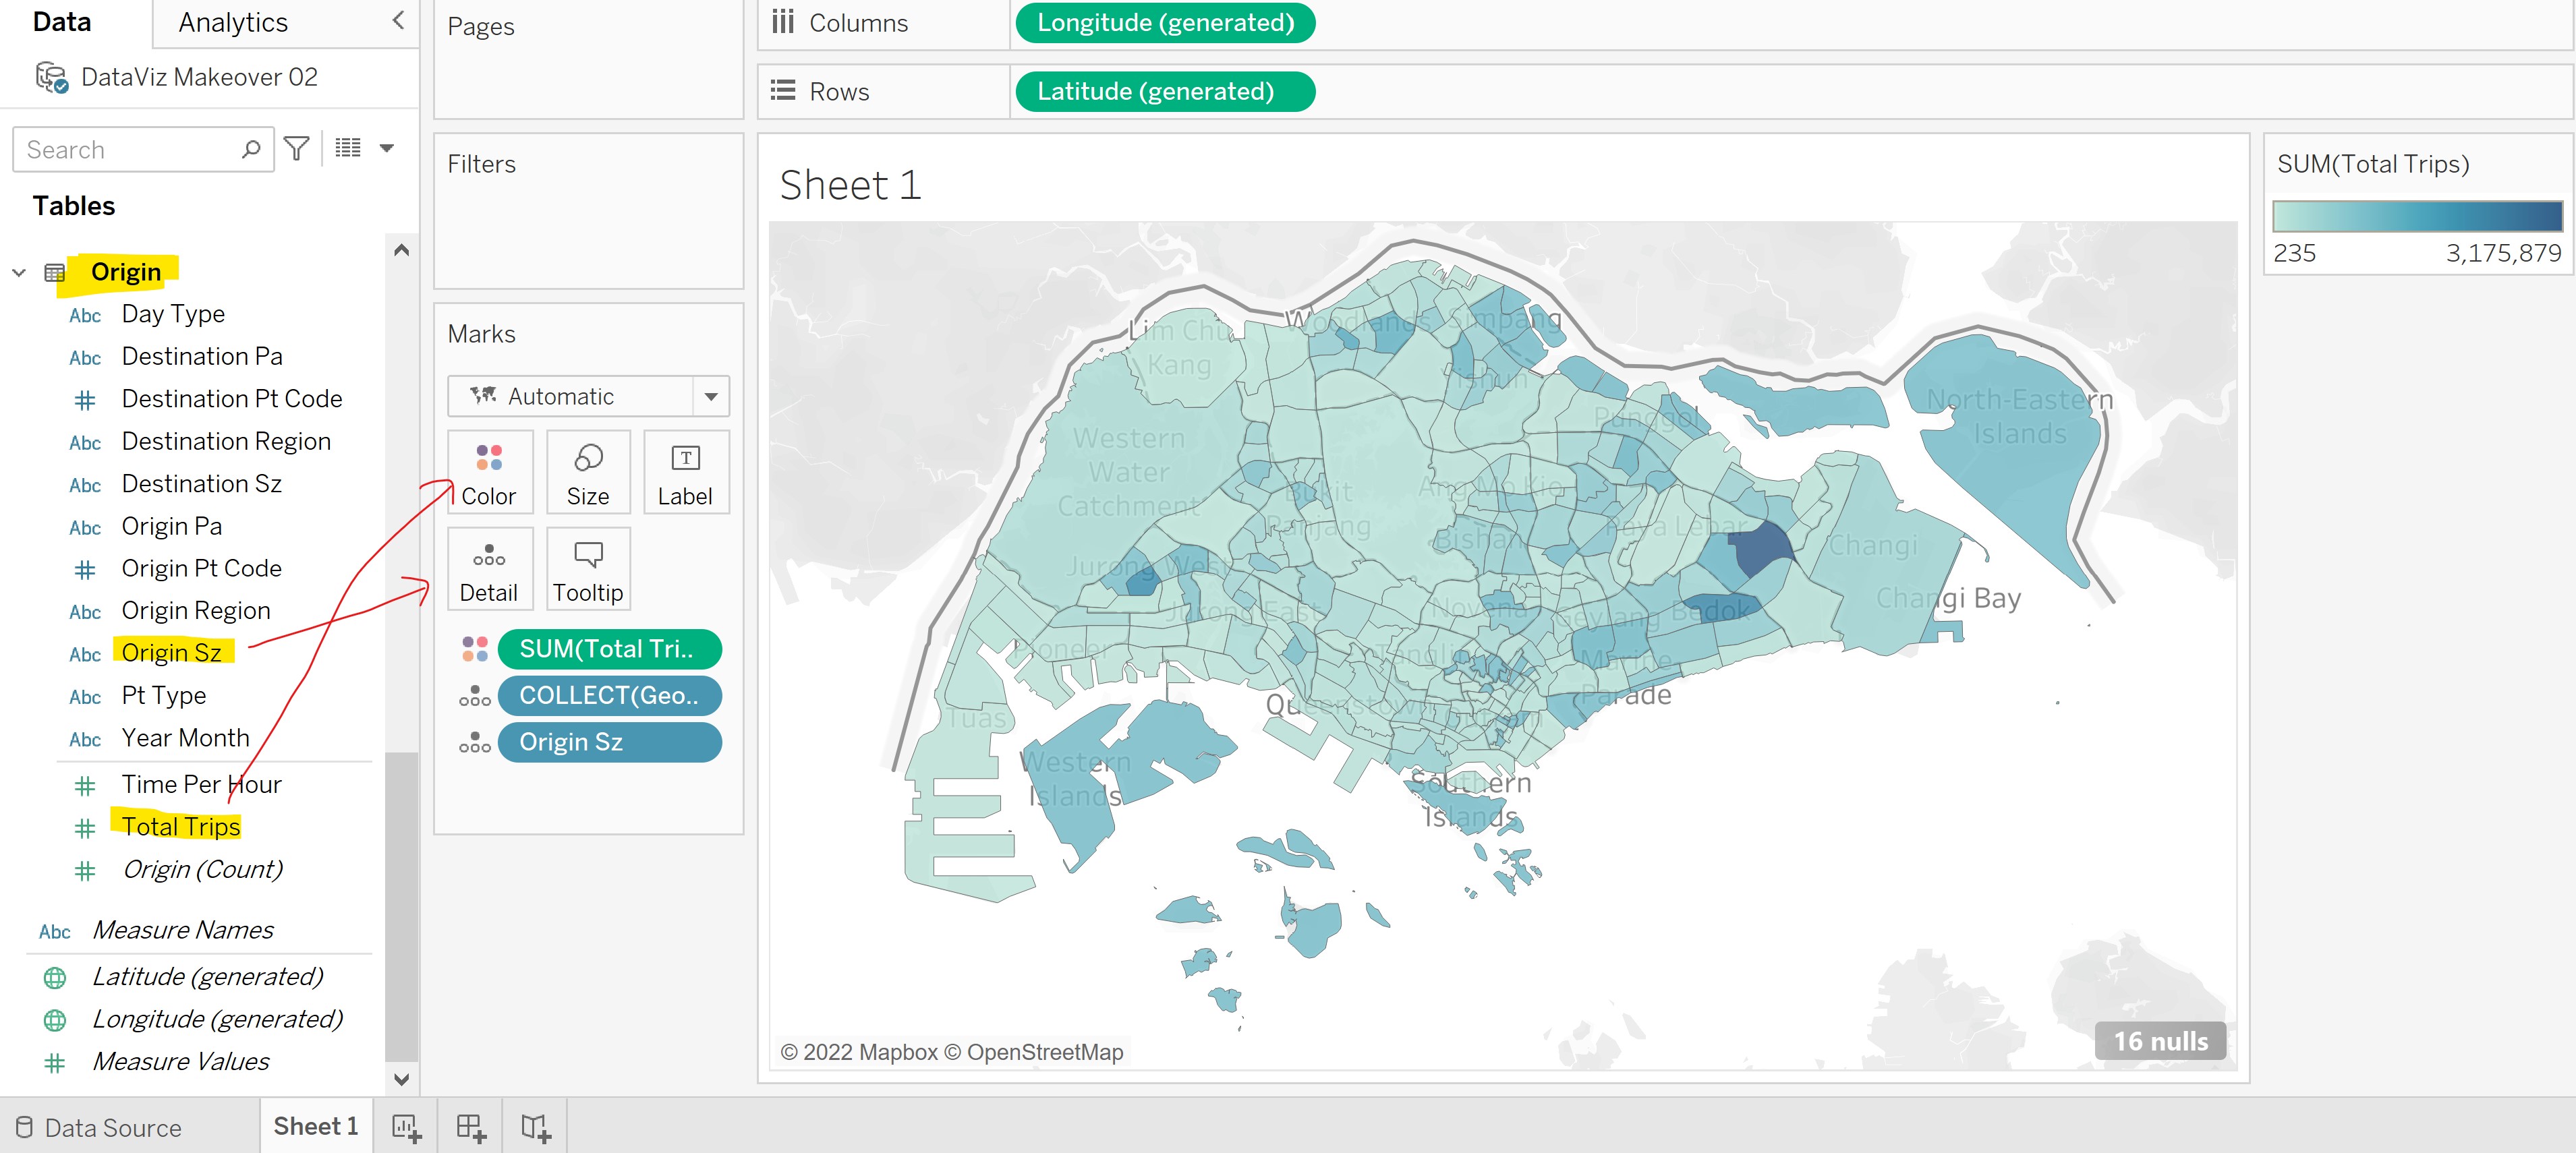 Data
Analytics
DataViz Makeover 02
Search
Tables
Origin
Abc Day Type
Abc Destination Pa
# Destination Pt Code
Abc Destination Region
Abc Destination Sz
Abc Origin Pa
# Origin Pt Code
Abc Origin Region
Abc Origin Sz
Abc Pt Type
Abc Year Month
# Time Per Hour
# Total Trips
# Origin (Count)
Abc Measure Names
Latitude (generated)
Longitude (generated)
# Measure Values
Pages
Filters
Marks
Automatic
Color
Size
T
Label
Detail
Tooltip
SUM(Total Tri..
COLLECT(Geo..
Origin Sz
Columns
Longitude (generated)
Rows
Latitude (generated)
Sheet 1
Lim Chu
Kang
Woodlands
Simpang
Yishun
Punggol
North-Eastern
Islands
Western
Water
Catchment
Bukit
Panjang
Ang Mo Kio
Paya Lebar
Bishan
Changi
Jurong West
Changi Bay
Jurong East
Novena
Geylang
Bedok
Pioneer
Tanglin
Marine
Parade
Queenstown
Outram
Tuas
Western
Islands
Southern
Islands
© 2022 Mapbox © OpenStreetMap
16 nulls
SUM(Total Trips)
235
3,175,879
Data Source
Sheet 1